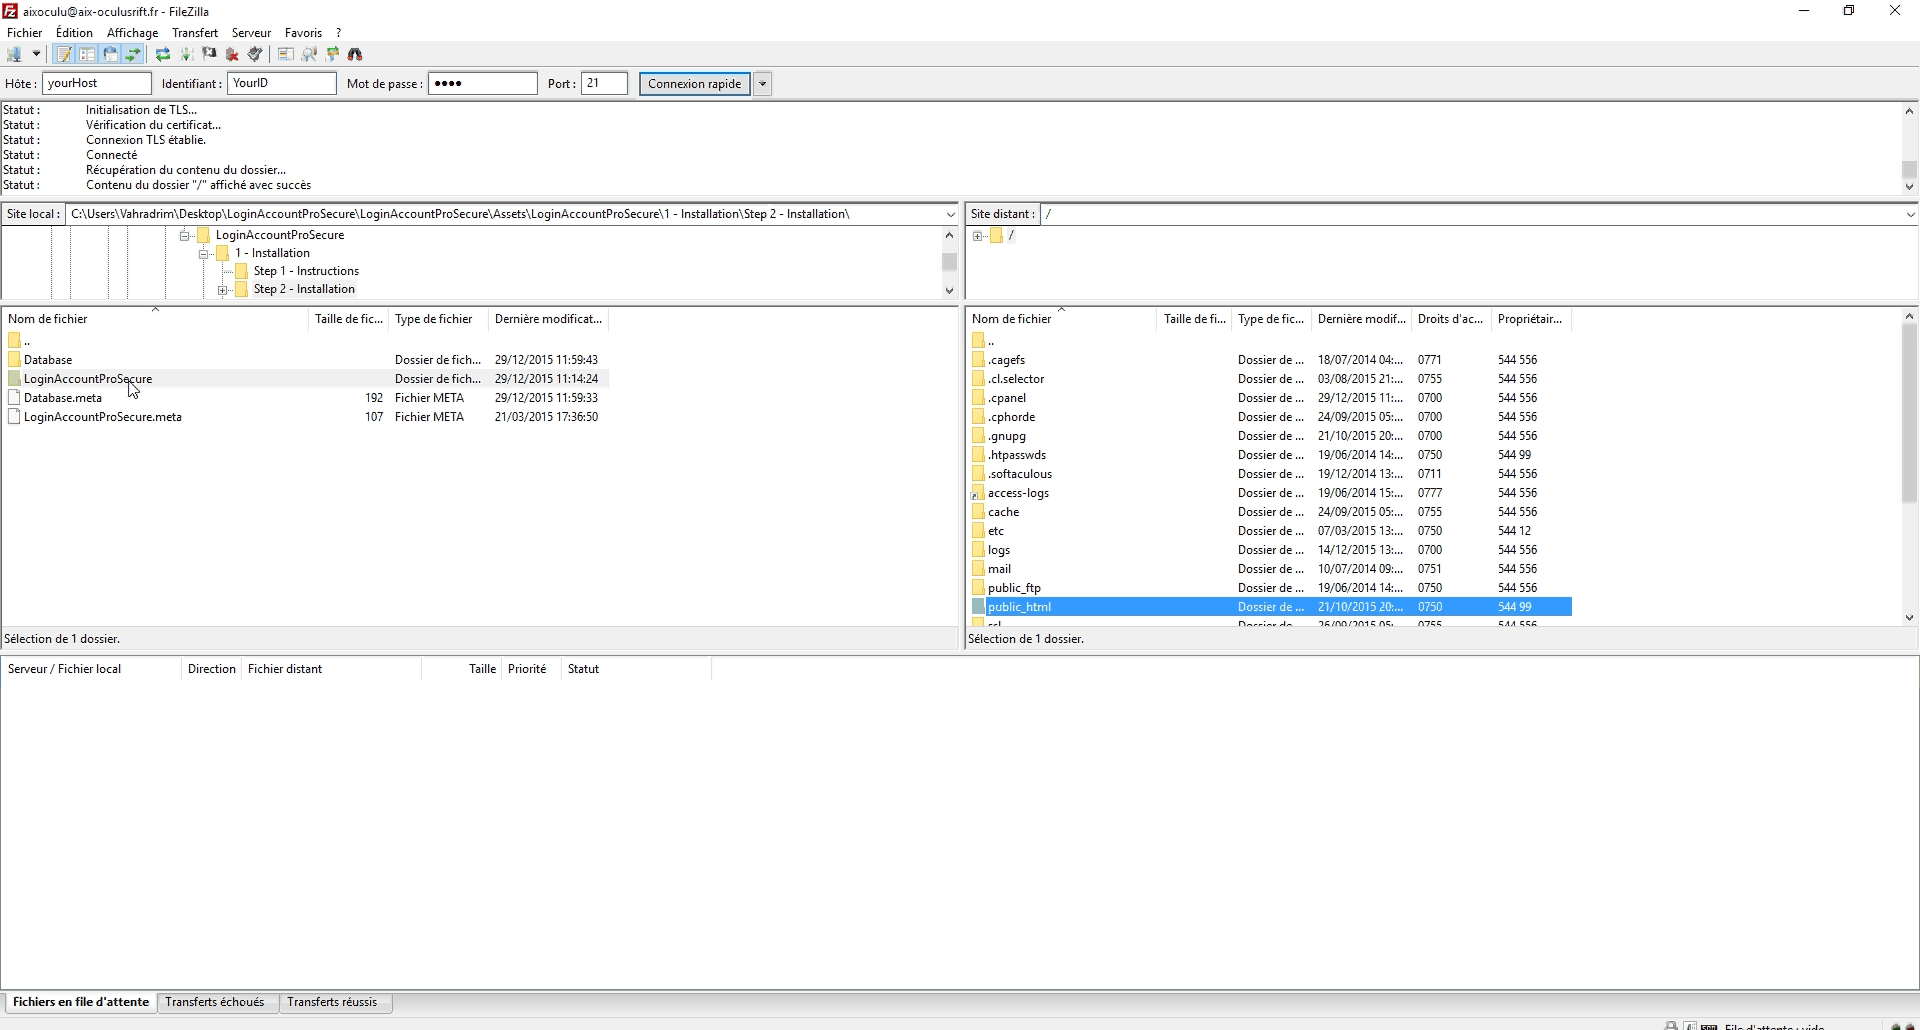 aixoculu@aix-oculusrift.fr - FileZilla
Fichier Édition Affichage Transfert Serveur Favoris ?
Hôte : yourHost Identifiant : YourID Mot de passe : •••• Port : 21 Connexion rapide
Statut : Initialisation de TLS...
Statut : Vérification du certificat...
Statut : Connexion TLS établie.
Statut : Connecté
Statut : Récupération du contenu du dossier...
Statut : Contenu du dossier "/" affiché avec succès
Site local : C:\Users\Vahradrim\Desktop\LoginAccountProSecure\LoginAccountProSecure\Assets\LoginAccountProSecure\1 - Installation\Step 2 - Installation\
LoginAccountProSecure
1 - Installation
Step 1 - Instructions
Step 2 - Installation
Nom de fichier Taille de fic... Type de fichier Dernière modificat...
..
Database Dossier de fich... 29/12/2015 11:59:43
LoginAccountProSecure Dossier de fich... 29/12/2015 11:14:24
Database.meta 192 Fichier META 29/12/2015 11:59:33
LoginAccountProSecure.meta 107 Fichier META 21/03/2015 17:36:50
Sélection de 1 dossier.
Site distant : /
/
Nom de fichier Taille de fi... Type de fic... Dernière modif... Droits d'ac... Propriétair...
..
.cagefs Dossier de ... 18/07/2014 04:... 0771 544 556
.cl.selector Dossier de ... 03/08/2015 21:... 0755 544 556
.cpanel Dossier de ... 29/12/2015 11:... 0700 544 556
.cphorde Dossier de ... 24/09/2015 05:... 0700 544 556
.gnupg Dossier de ... 21/10/2015 20:... 0700 544 556
.htpasswds Dossier de ... 19/06/2014 14:... 0750 544 99
.softaculous Dossier de ... 19/12/2014 13:... 0711 544 556
access-logs Dossier de ... 19/06/2014 15:... 0777 544 556
cache Dossier de ... 24/09/2015 05:... 0755 544 556
etc Dossier de ... 07/03/2015 13:... 0750 544 12
logs Dossier de ... 14/12/2015 13:... 0700 544 556
mail Dossier de ... 10/07/2014 09:... 0751 544 556
public_ftp Dossier de ... 19/06/2014 14:... 0750 544 556
public_html Dossier de ... 21/10/2015 20:... 0750 544 99
Sélection de 1 dossier.
Serveur / Fichier local Direction Fichier distant Taille Priorité Statut
Fichiers en file d'attente Transferts échoués Transferts réussis
File d'attente : vide